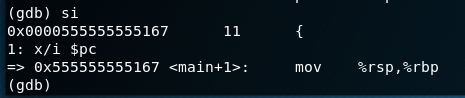 (gdb) si
0x0000555555555167 11 {
1: x/i $pc
=> 0x555555555167 <main+1>: mov %rsp,%rbp
(gdb)